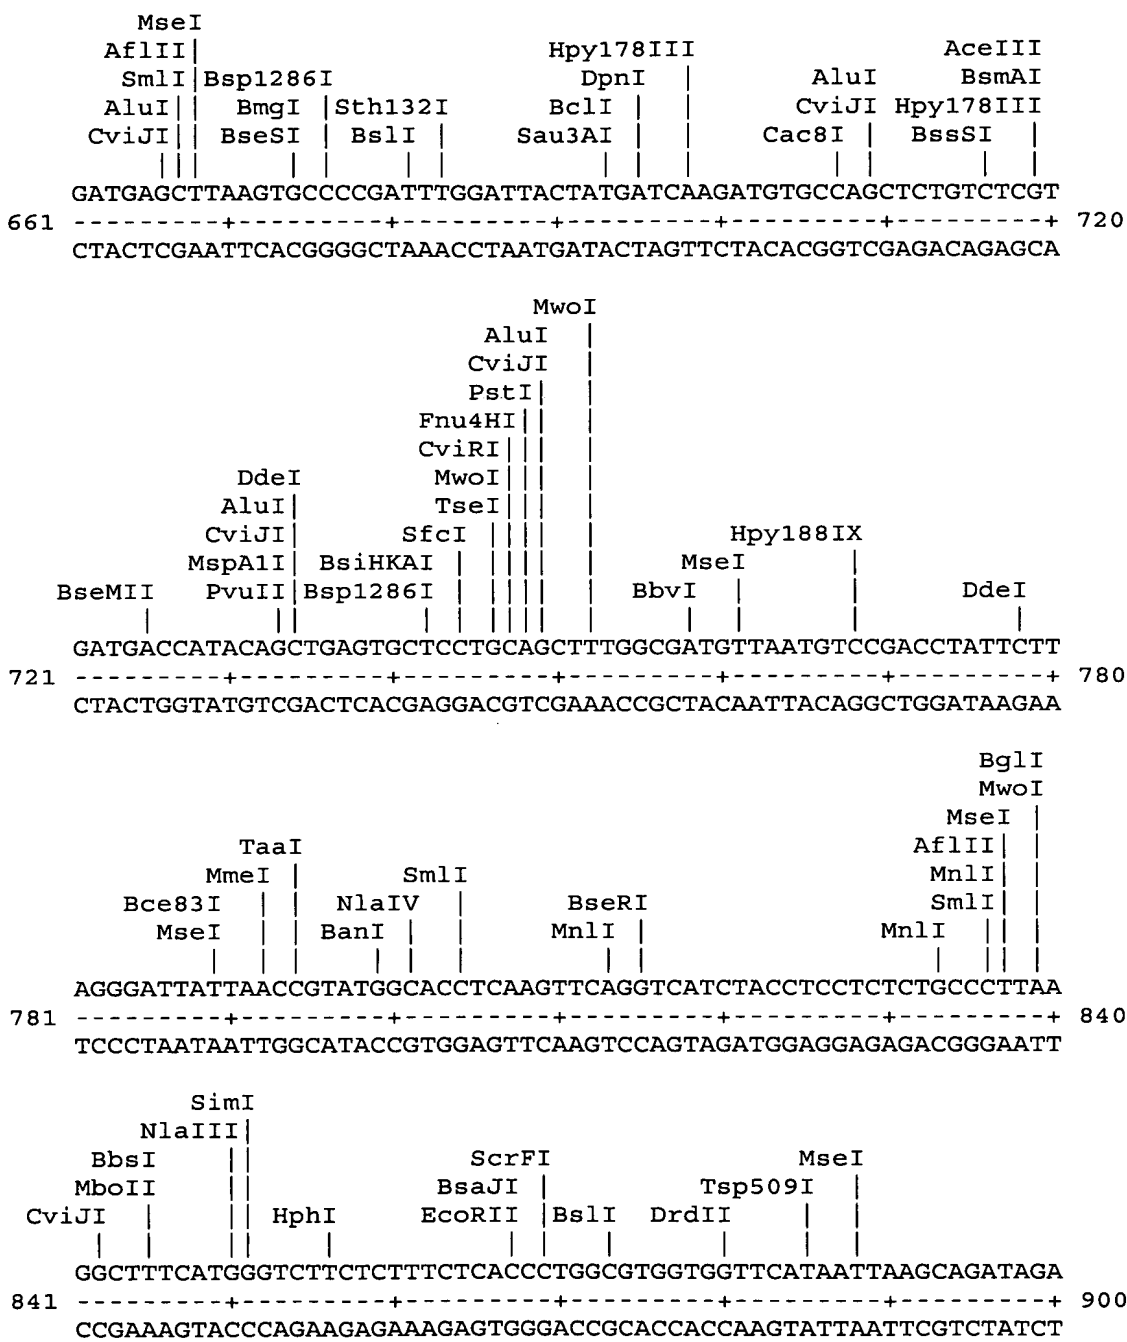 MseI
AflII
SmlI Bsp1286I Hpy178III AceIII
AluI BmgI Sth132I DpnI AluI BsmAI
CviJI BseSI BslI BclI CviJI Hpy178III
Sau3AI Cac8I BssSI
GATGAGCTTAAGTGCCCCGATTTGGATTACTATGATCAAGATGTGCCAGCTCTGTCTCGT
661 ---------+---------+---------+---------+---------+---------+ 720
CTACTCGAATTCACGGGGCTAAACCTAATGATACTAGTTCTACACGGTCGAGACAGAGCA
MwoI
AluI
CviJI
PstI
Fnu4HI
CviRI
DdeI MwoI
AluI TseI
CviJI SfcI Hpy188IX
MspA1I BsiHKAI MseI
BseMII PvuII Bsp1286I BbvI DdeI
GATGACCATACAGCTGAGTGCTCCTGCAGCTTTGGCGATGTTAATGTCCGACCTATTCTT
721 ---------+---------+---------+---------+---------+---------+ 780
CTACTGGTATGTCGACTCACGAGGACGTCGAAACCGCTACAATTACAGGCTGGATAAGAA
BglI
MwoI
MseI
TaaI AflII
MmeI SmlI MnlI
Bce83I NlaIV BseRI SmlI
MseI BanI MnlI MnlI
AGGGATTATTAACCGTATGGCACCTCAAGTTCAGGTCATCTACCTCCTCTCTGCCCTTAA
781 ---------+---------+---------+---------+---------+---------+ 840
TCCCTAATAATTGGCATACCGTGGAGTTCAAGTCCAGTAGATGGAGGAGAGACGGGAATT
SimI
NlaIII
BbsI ScrFI MseI
MboII BsaJI Tsp509I
CviJI HphI EcoRII BslI DrdII
GGCTTTCATGGGTCTTCTCTTTCTCACCCTGGCGTGGTGGTTCATAATTAAGCAGATAGA
841 ---------+---------+---------+---------+---------+---------+ 900
CCGAAAGTACCCAGAAGAGAAAGAGTGGGACCGCACCACCAAGTATTAATTCGTCTATCT